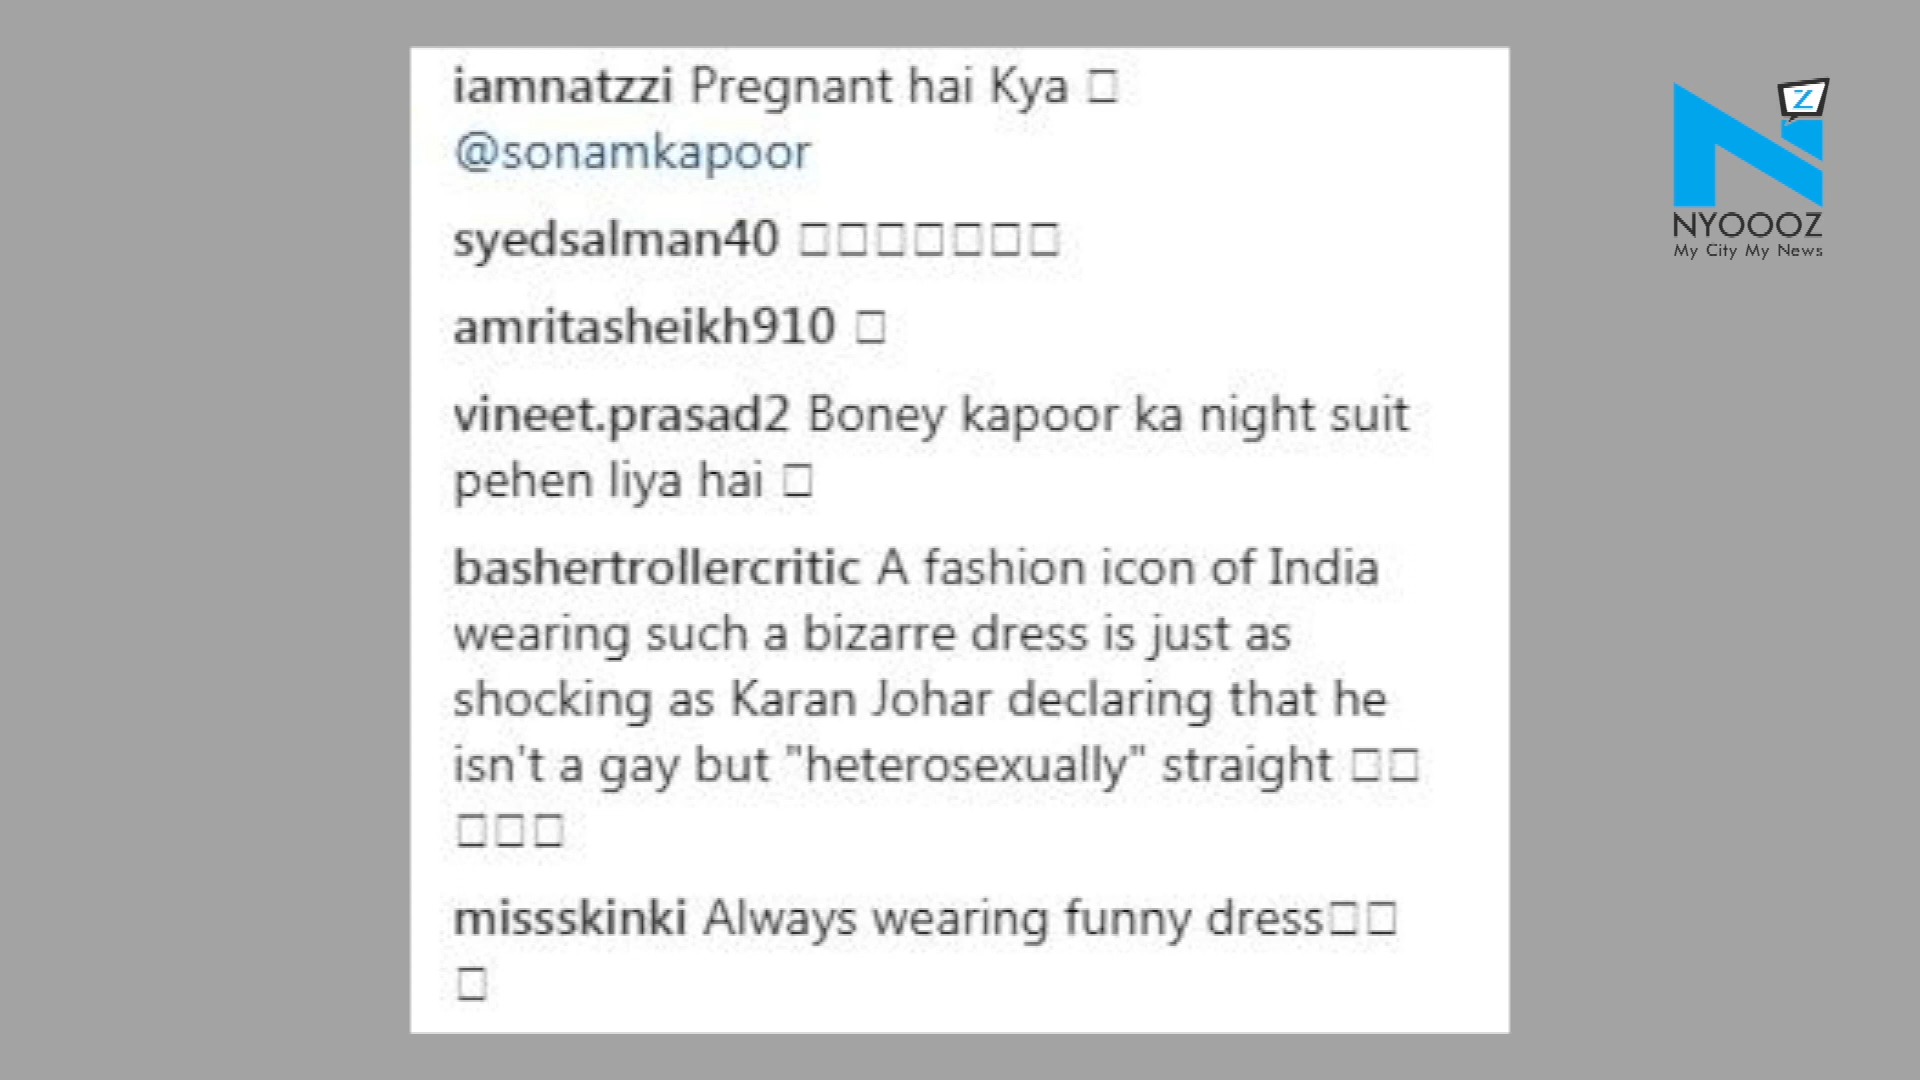 iamnatzzi Pregnant hai Kya □
@sonamkapoor
syedsalman40 □□□□□□□
amritasheikh910 □
vineet.prasad2 Boney kapoor ka night suit
pehen liya hai □
bashertrollercritic A fashion icon of India
wearing such a bizarre dress is just as
shocking as Karan Johar declaring that he
isn't a gay but "heterosexually" straight □□
□□□
missskinki Always wearing funny dress□□
□
Z
NYOOOZ
My City My News